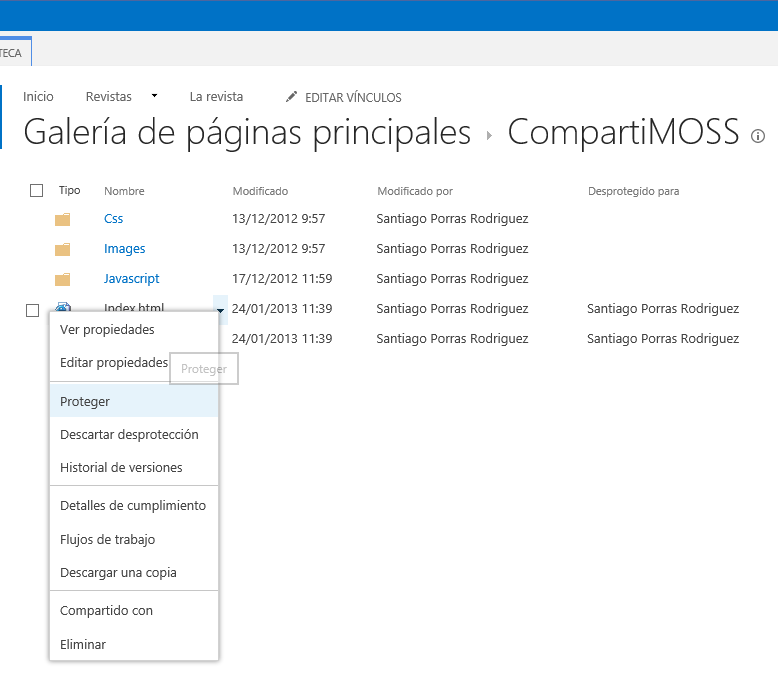 TECA
Inicio Revistas La revista EDITAR VÍNCULOS
Galería de páginas principales CompartiMOSS
Tipo Nombre Modificado Modificado por Desprotegido para
Css 13/12/2012 9:57 Santiago Porras Rodriguez
Images 13/12/2012 9:57 Santiago Porras Rodriguez
Javascript 17/12/2012 11:59 Santiago Porras Rodriguez
Index.html 24/01/2013 11:39 Santiago Porras Rodriguez Santiago Porras Rodriguez
24/01/2013 11:39 Santiago Porras Rodriguez Santiago Porras Rodriguez
Ver propiedades
Editar propiedades
Proteger
Proteger
Descartar desprotección
Historial de versiones
Detalles de cumplimiento
Flujos de trabajo
Descargar una copia
Compartido con
Eliminar